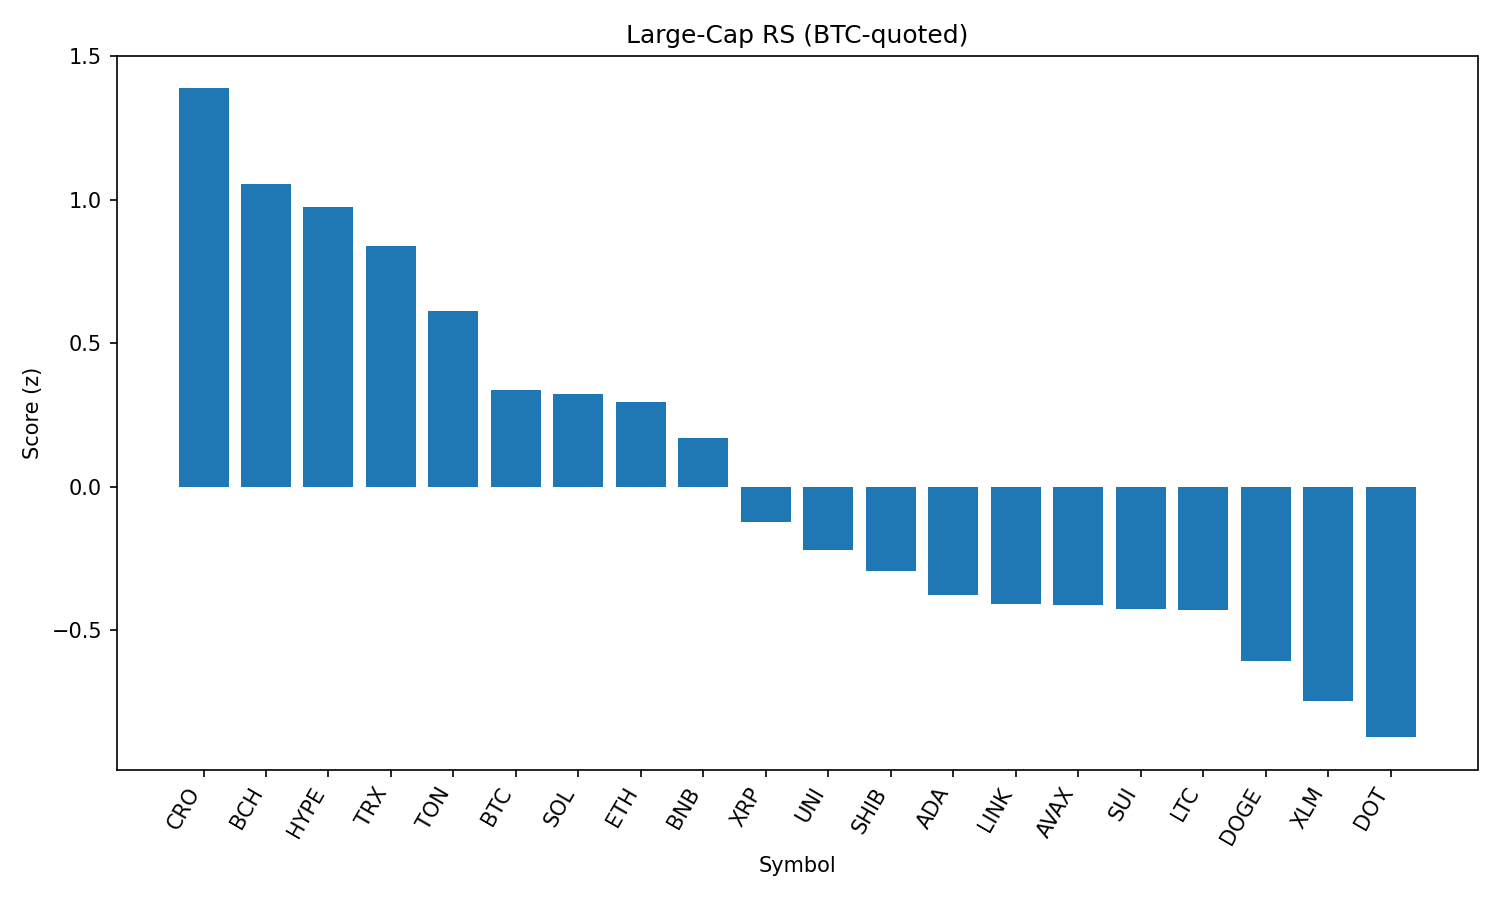 Large-Cap RS (BTC-quoted)
1.5
1.0
0.5
0.0
−0.5
Score (z)
CRO
BCH
HYPE
TRX
TON
BTC
SOL
ETH
BNB
XRP
UNI
SHIB
ADA
LINK
AVAX
SUI
LTC
DOGE
XLM
DOT
Symbol